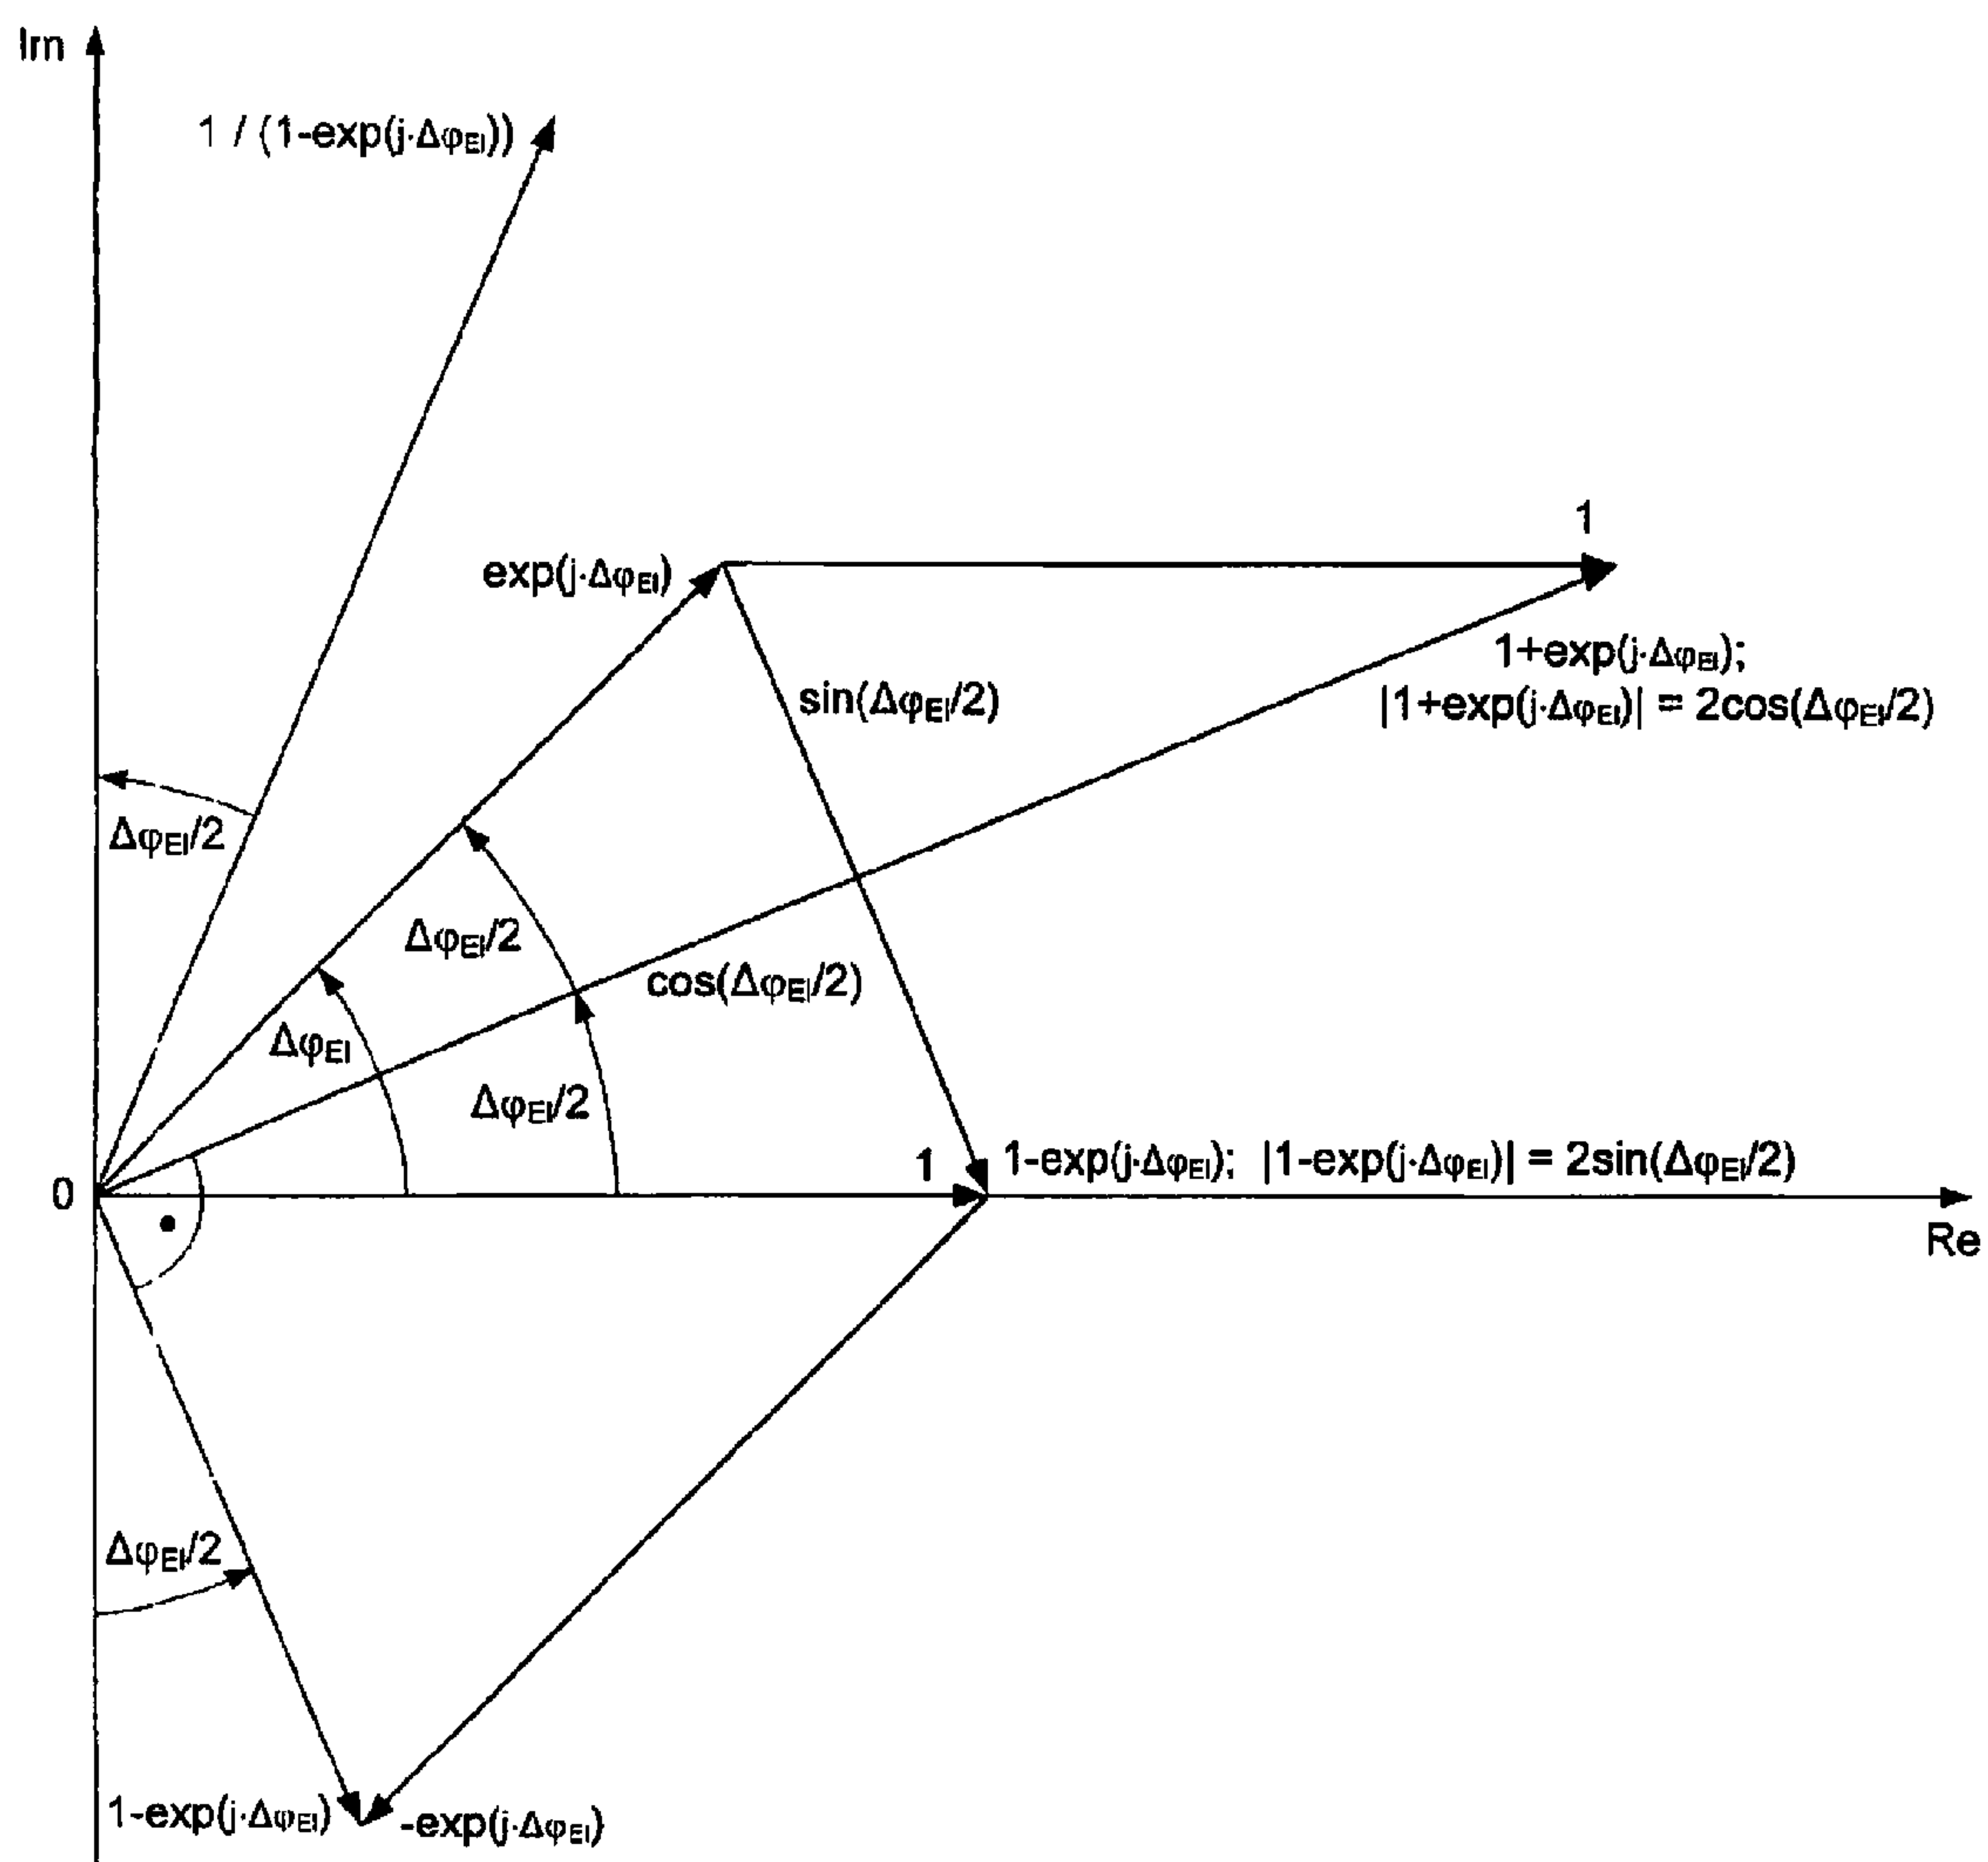 Im
1 / (1-exp(j·Δφ_EI))
1
exp(j·Δφ_EI)
1+exp(j·Δφ_EI);
sin(Δφ_EI/2)
|1+exp(j·Δφ_EI)| = 2cos(Δφ_EI/2)
Δφ_EI/2
Δφ_EI/2
cos(Δφ_EI/2)
Δφ_EI
Δφ_EI/2
1
1-exp(j·Δφ_EI); |1-exp(j·Δφ_EI)| = 2sin(Δφ_EI/2)
0
Re
Δφ_EI/2
1-exp(j·Δφ_EI)
-exp(j·Δφ_EI)